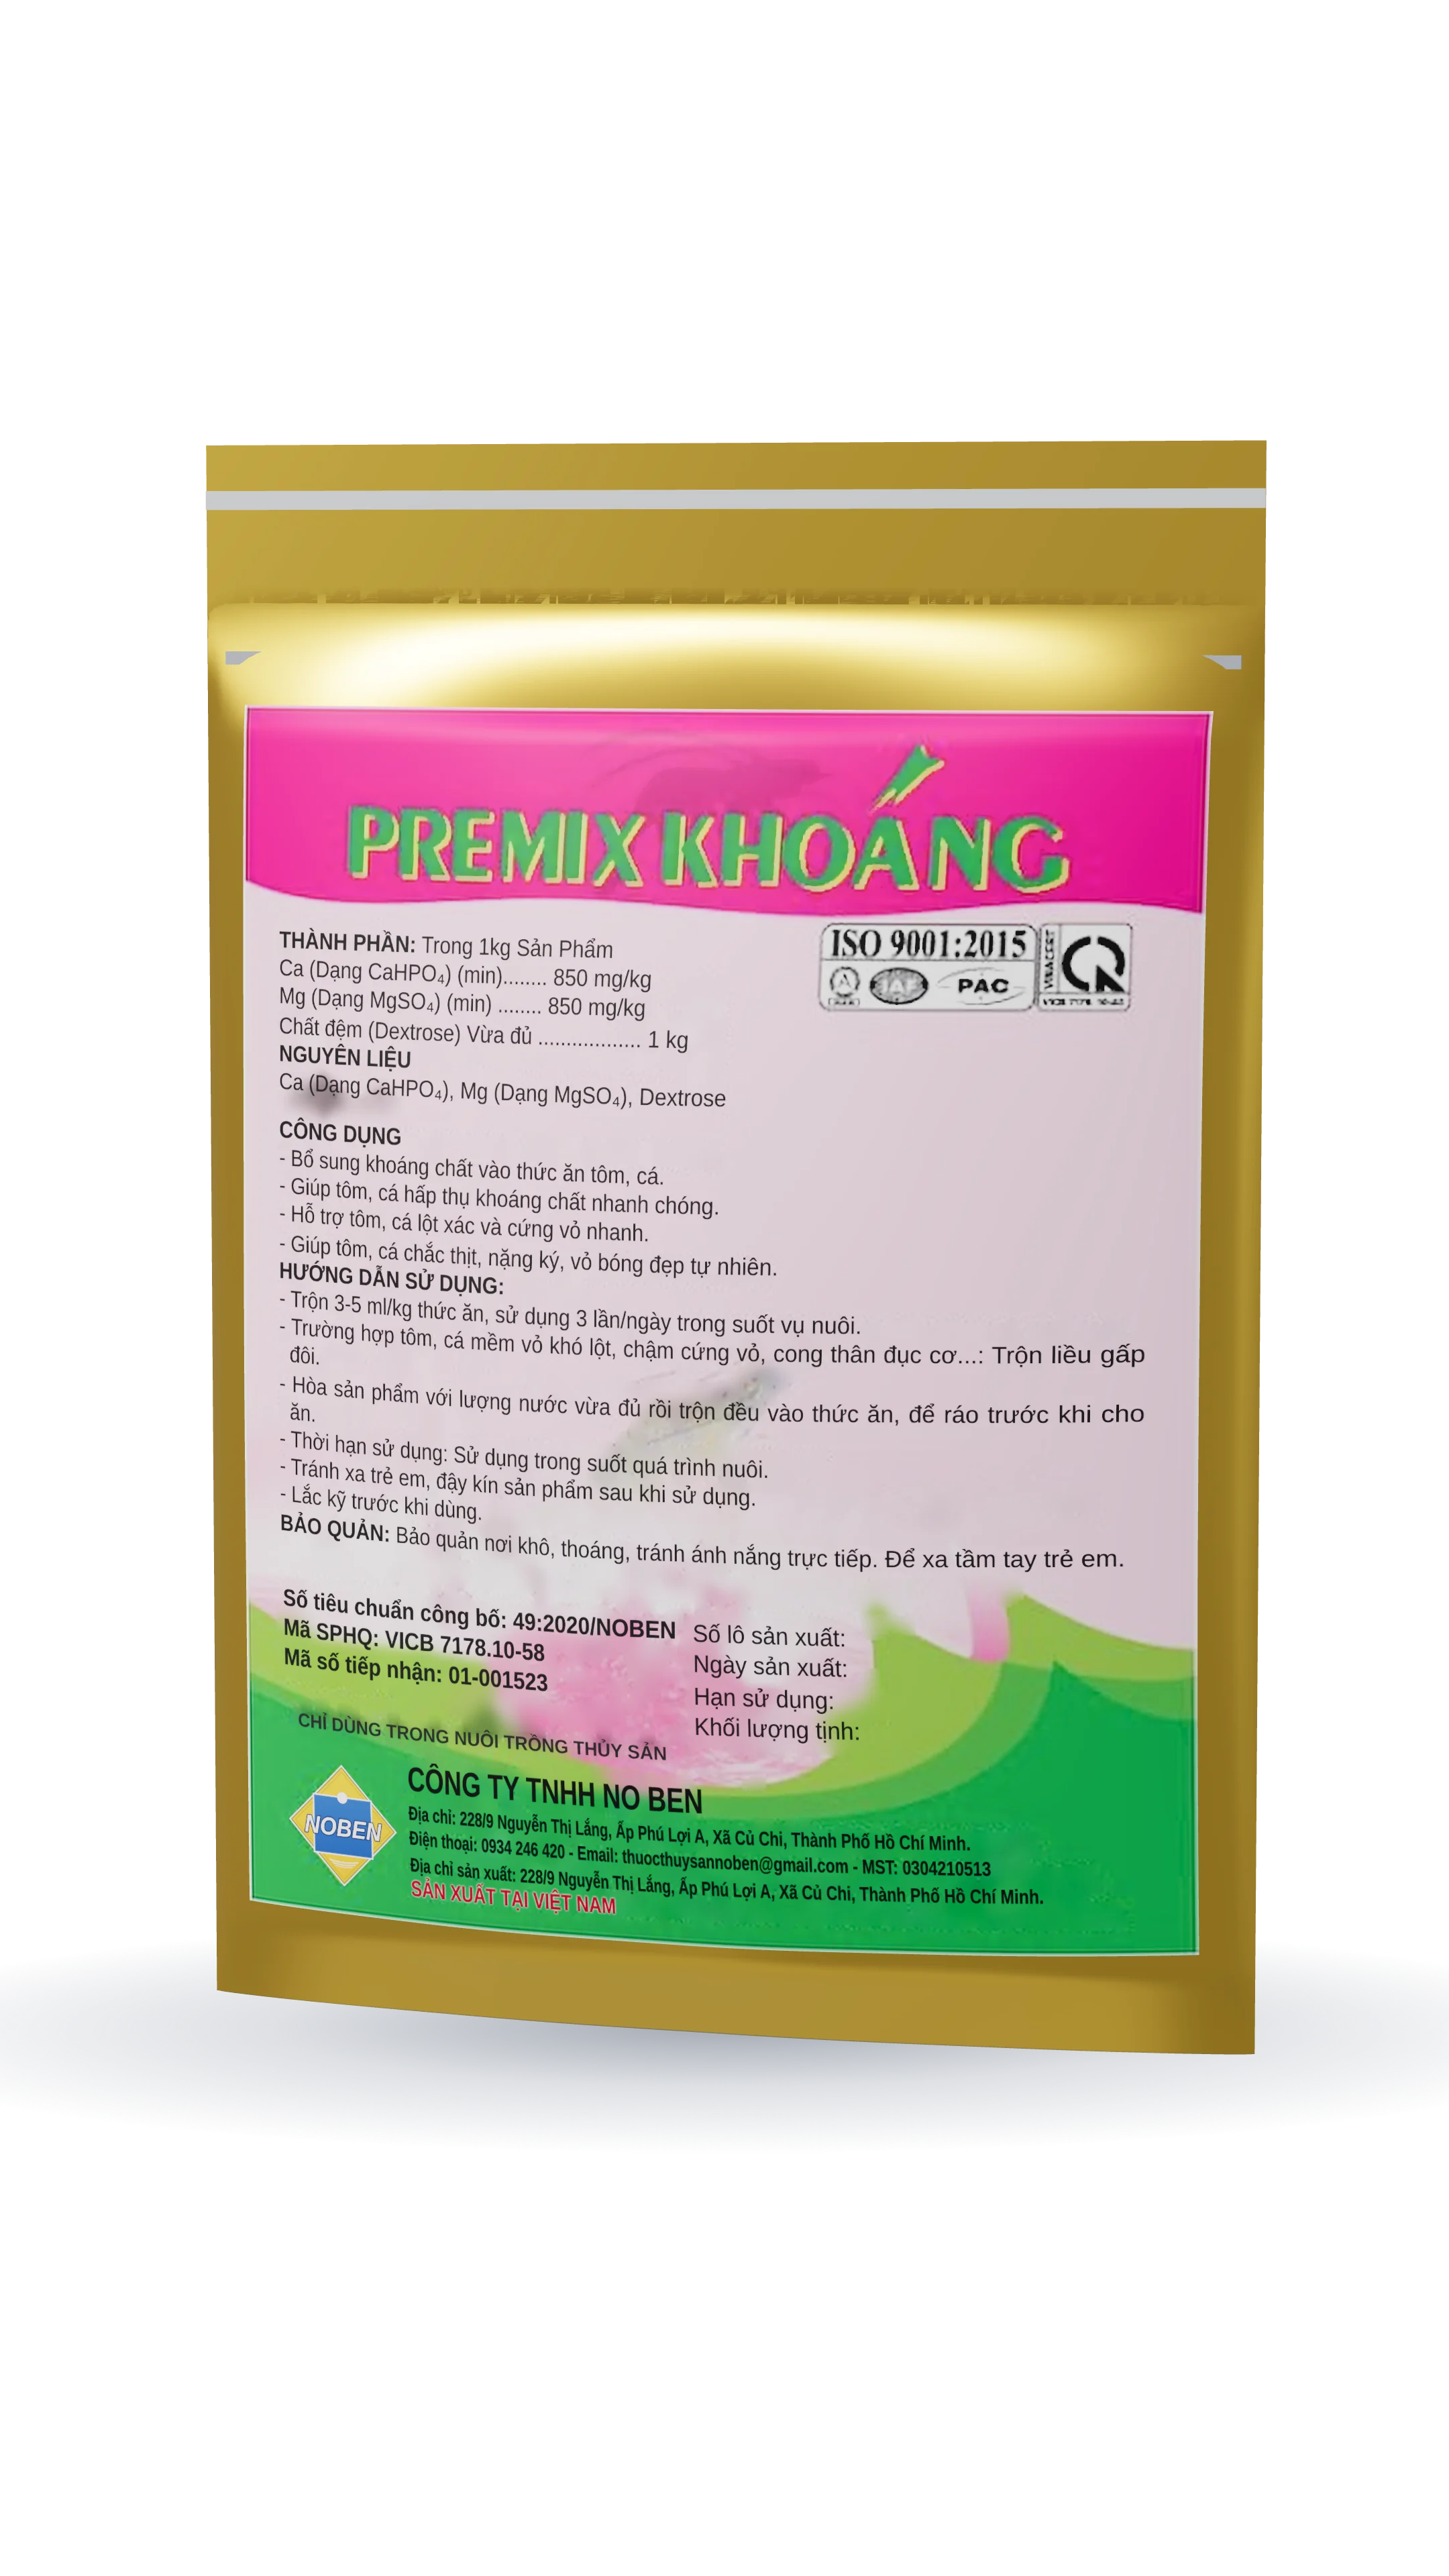 PREMIX KHOÁNG
ISO 9001:2015
PAC
THÀNH PHẦN: Trong 1kg Sản Phẩm
Ca (Dạng CaHPO₄) (min)........ 850 mg/kg
Mg (Dạng MgSO₄) (min) ........ 850 mg/kg
Chất đệm (Dextrose) Vừa đủ .................. 1 kg
NGUYÊN LIỆU
Ca (Dạng CaHPO₄), Mg (Dạng MgSO₄), Dextrose
CÔNG DỤNG
- Bổ sung khoáng chất vào thức ăn tôm, cá.
- Giúp tôm, cá hấp thụ khoáng chất nhanh chóng.
- Hỗ trợ tôm, cá lột xác và cứng vỏ nhanh.
- Giúp tôm, cá chắc thịt, nặng ký, vỏ bóng đẹp tự nhiên.
HƯỚNG DẪN SỬ DỤNG:
- Trộn 3-5 ml/kg thức ăn, sử dụng 3 lần/ngày trong suốt vụ nuôi.
- Trường hợp tôm, cá mềm vỏ khó lột, chậm cứng vỏ, cong thân đục cơ...: Trộn liều gấp
đôi.
- Hòa sản phẩm với lượng nước vừa đủ rồi trộn đều vào thức ăn, để ráo trước khi cho
ăn.
- Thời hạn sử dụng: Sử dụng trong suốt quá trình nuôi.
- Tránh xa trẻ em, đậy kín sản phẩm sau khi sử dụng.
- Lắc kỹ trước khi dùng.
BẢO QUẢN: Bảo quản nơi khô, thoáng, tránh ánh nắng trực tiếp. Để xa tầm tay trẻ em.
Số tiêu chuẩn công bố: 49:2020/NOBEN
Mã SPHQ: VICB 7178.10-58
Mã số tiếp nhận: 01-001523
Số lô sản xuất:
Ngày sản xuất:
Hạn sử dụng:
Khối lượng tịnh:
CHỈ DÙNG TRONG NUÔI TRỒNG THỦY SẢN
NOBEN
CÔNG TY TNHH NO BEN
Địa chỉ: 228/9 Nguyễn Thị Lắng, Ấp Phú Lợi A, Xã Củ Chi, Thành Phố Hồ Chí Minh.
Điện thoại: 0934 246 420 - Email: thuocthuysannoben@gmail.com - MST: 0304210513
Địa chỉ sản xuất: 228/9 Nguyễn Thị Lắng, Ấp Phú Lợi A, Xã Củ Chi, Thành Phố Hồ Chí Minh.
SẢN XUẤT TẠI VIỆT NAM